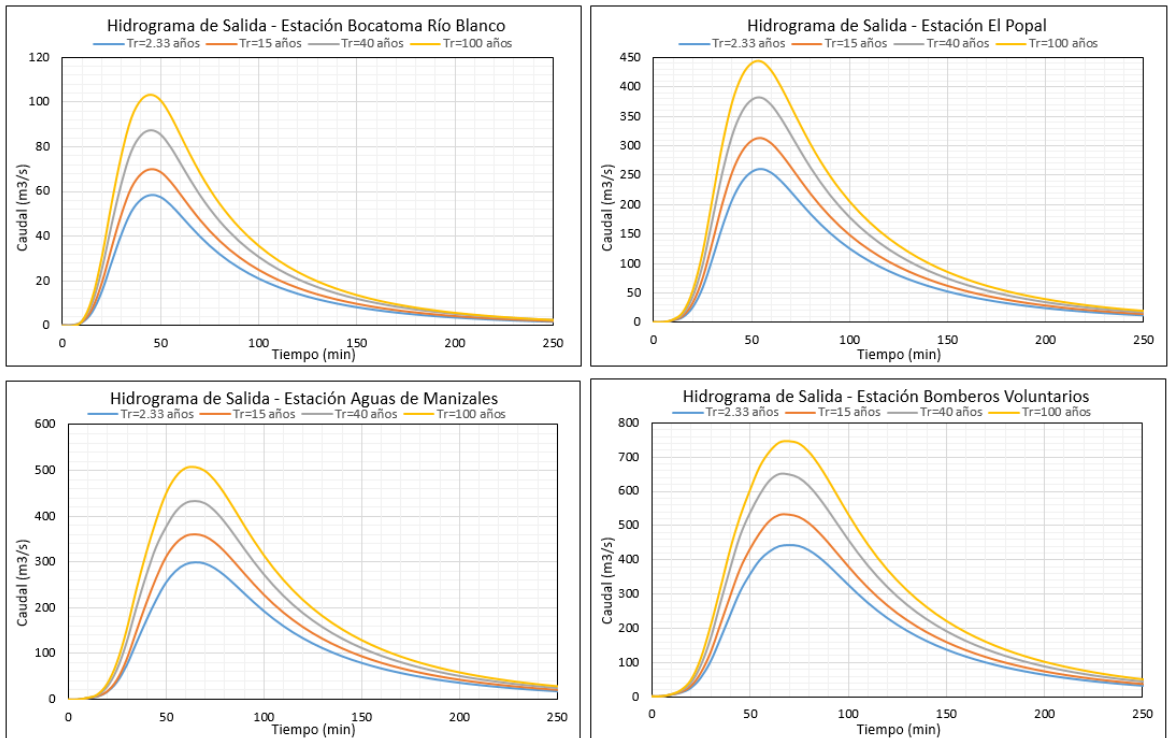 Hidrograma de Salida - Estación Bocatoma Río Blanco
Tr=2.33 años Tr=15 años Tr=40 años Tr=100 años
120
100
80
60
40
20
0
Caudal (m3/s)
0 50 100 150 200 250
Tiempo (min)
Hidrograma de Salida - Estación El Popal
Tr=2.33 años Tr=15 años Tr=40 años Tr=100 años
450
400
350
300
250
200
150
100
50
0
Caudal (m3/s)
0 50 100 150 200 250
Tiempo (min)
Hidrograma de Salida - Estación Aguas de Manizales
Tr=2.33 años Tr=15 años Tr=40 años Tr=100 años
600
500
400
300
200
100
0
Caudal (m3/s)
0 50 100 150 200 250
Tiempo (min)
Hidrograma de Salida - Estación Bomberos Voluntarios
Tr=2.33 años Tr=15 años Tr=40 años Tr=100 años
800
700
600
500
400
300
200
100
0
Caudal (m3/s)
0 50 100 150 200 250
Tiempo (min)